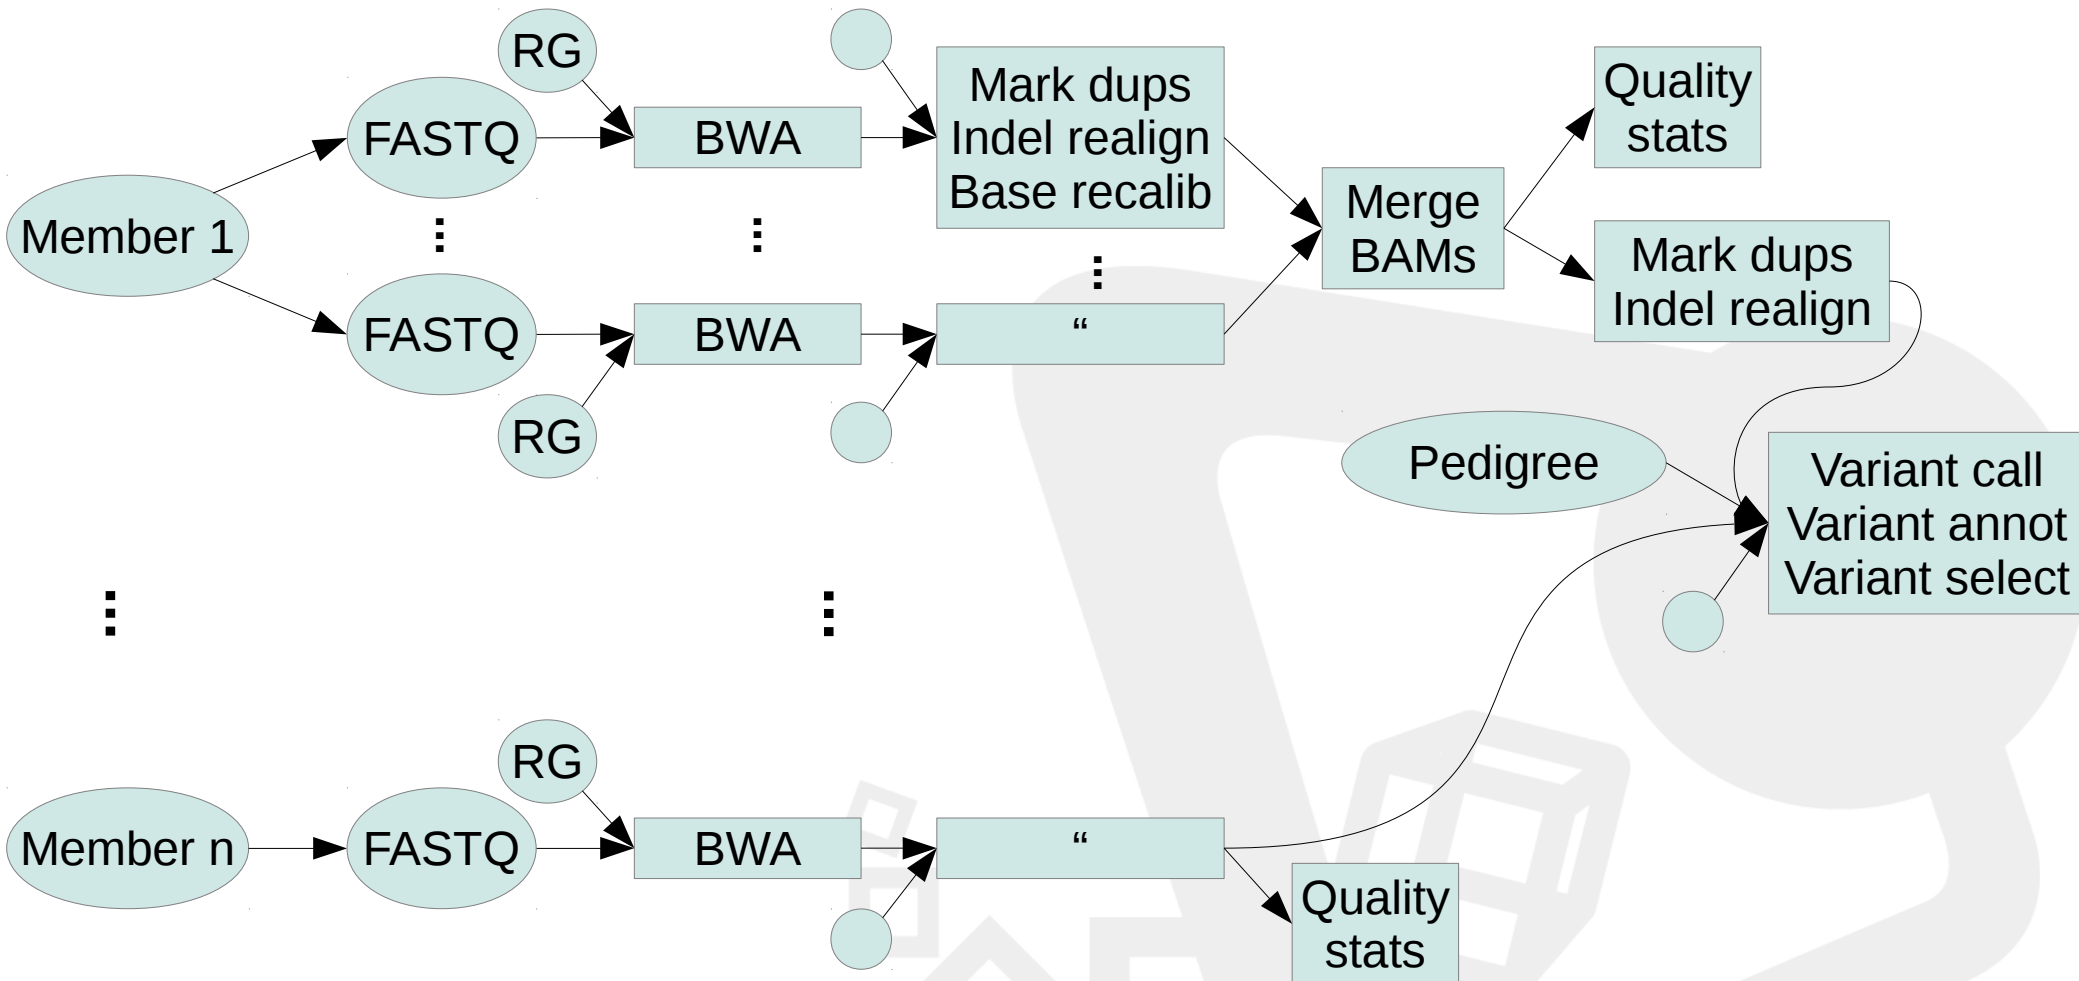 RG
Mark dups
Indel realign
Base recalib
Quality
stats
FASTQ
BWA
Member 1
Merge
BAMs
Mark dups
Indel realign
FASTQ
BWA
“
RG
Pedigree
Variant call
Variant annot
Variant select
RG
Member n
FASTQ
BWA
“
Quality
stats